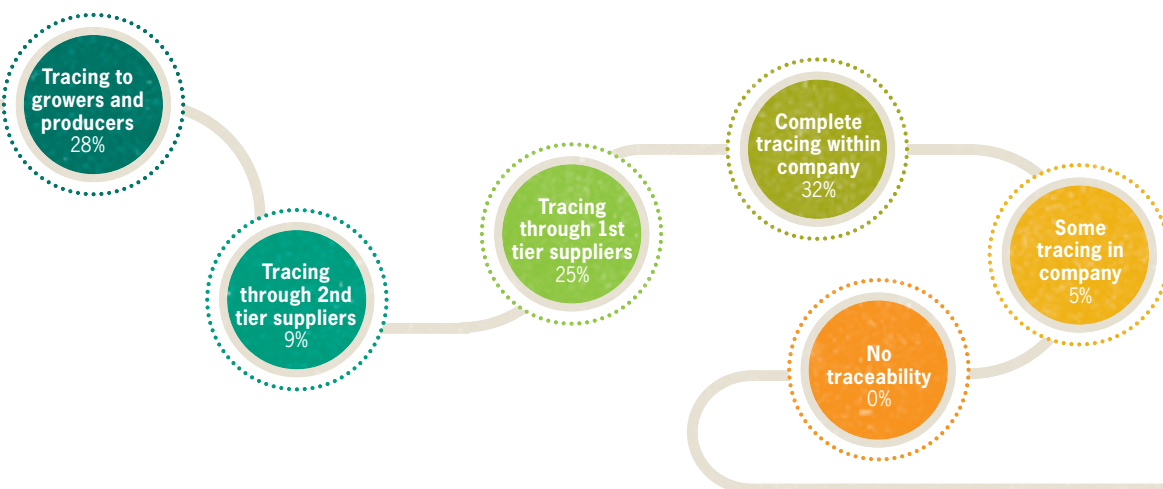 Tracing to
growers and
producers
28%
Tracing
through 2nd
tier suppliers
9%
Tracing
through 1st
tier suppliers
25%
Complete
tracing within
company
32%
Some
tracing in
company
5%
No
traceability
0%